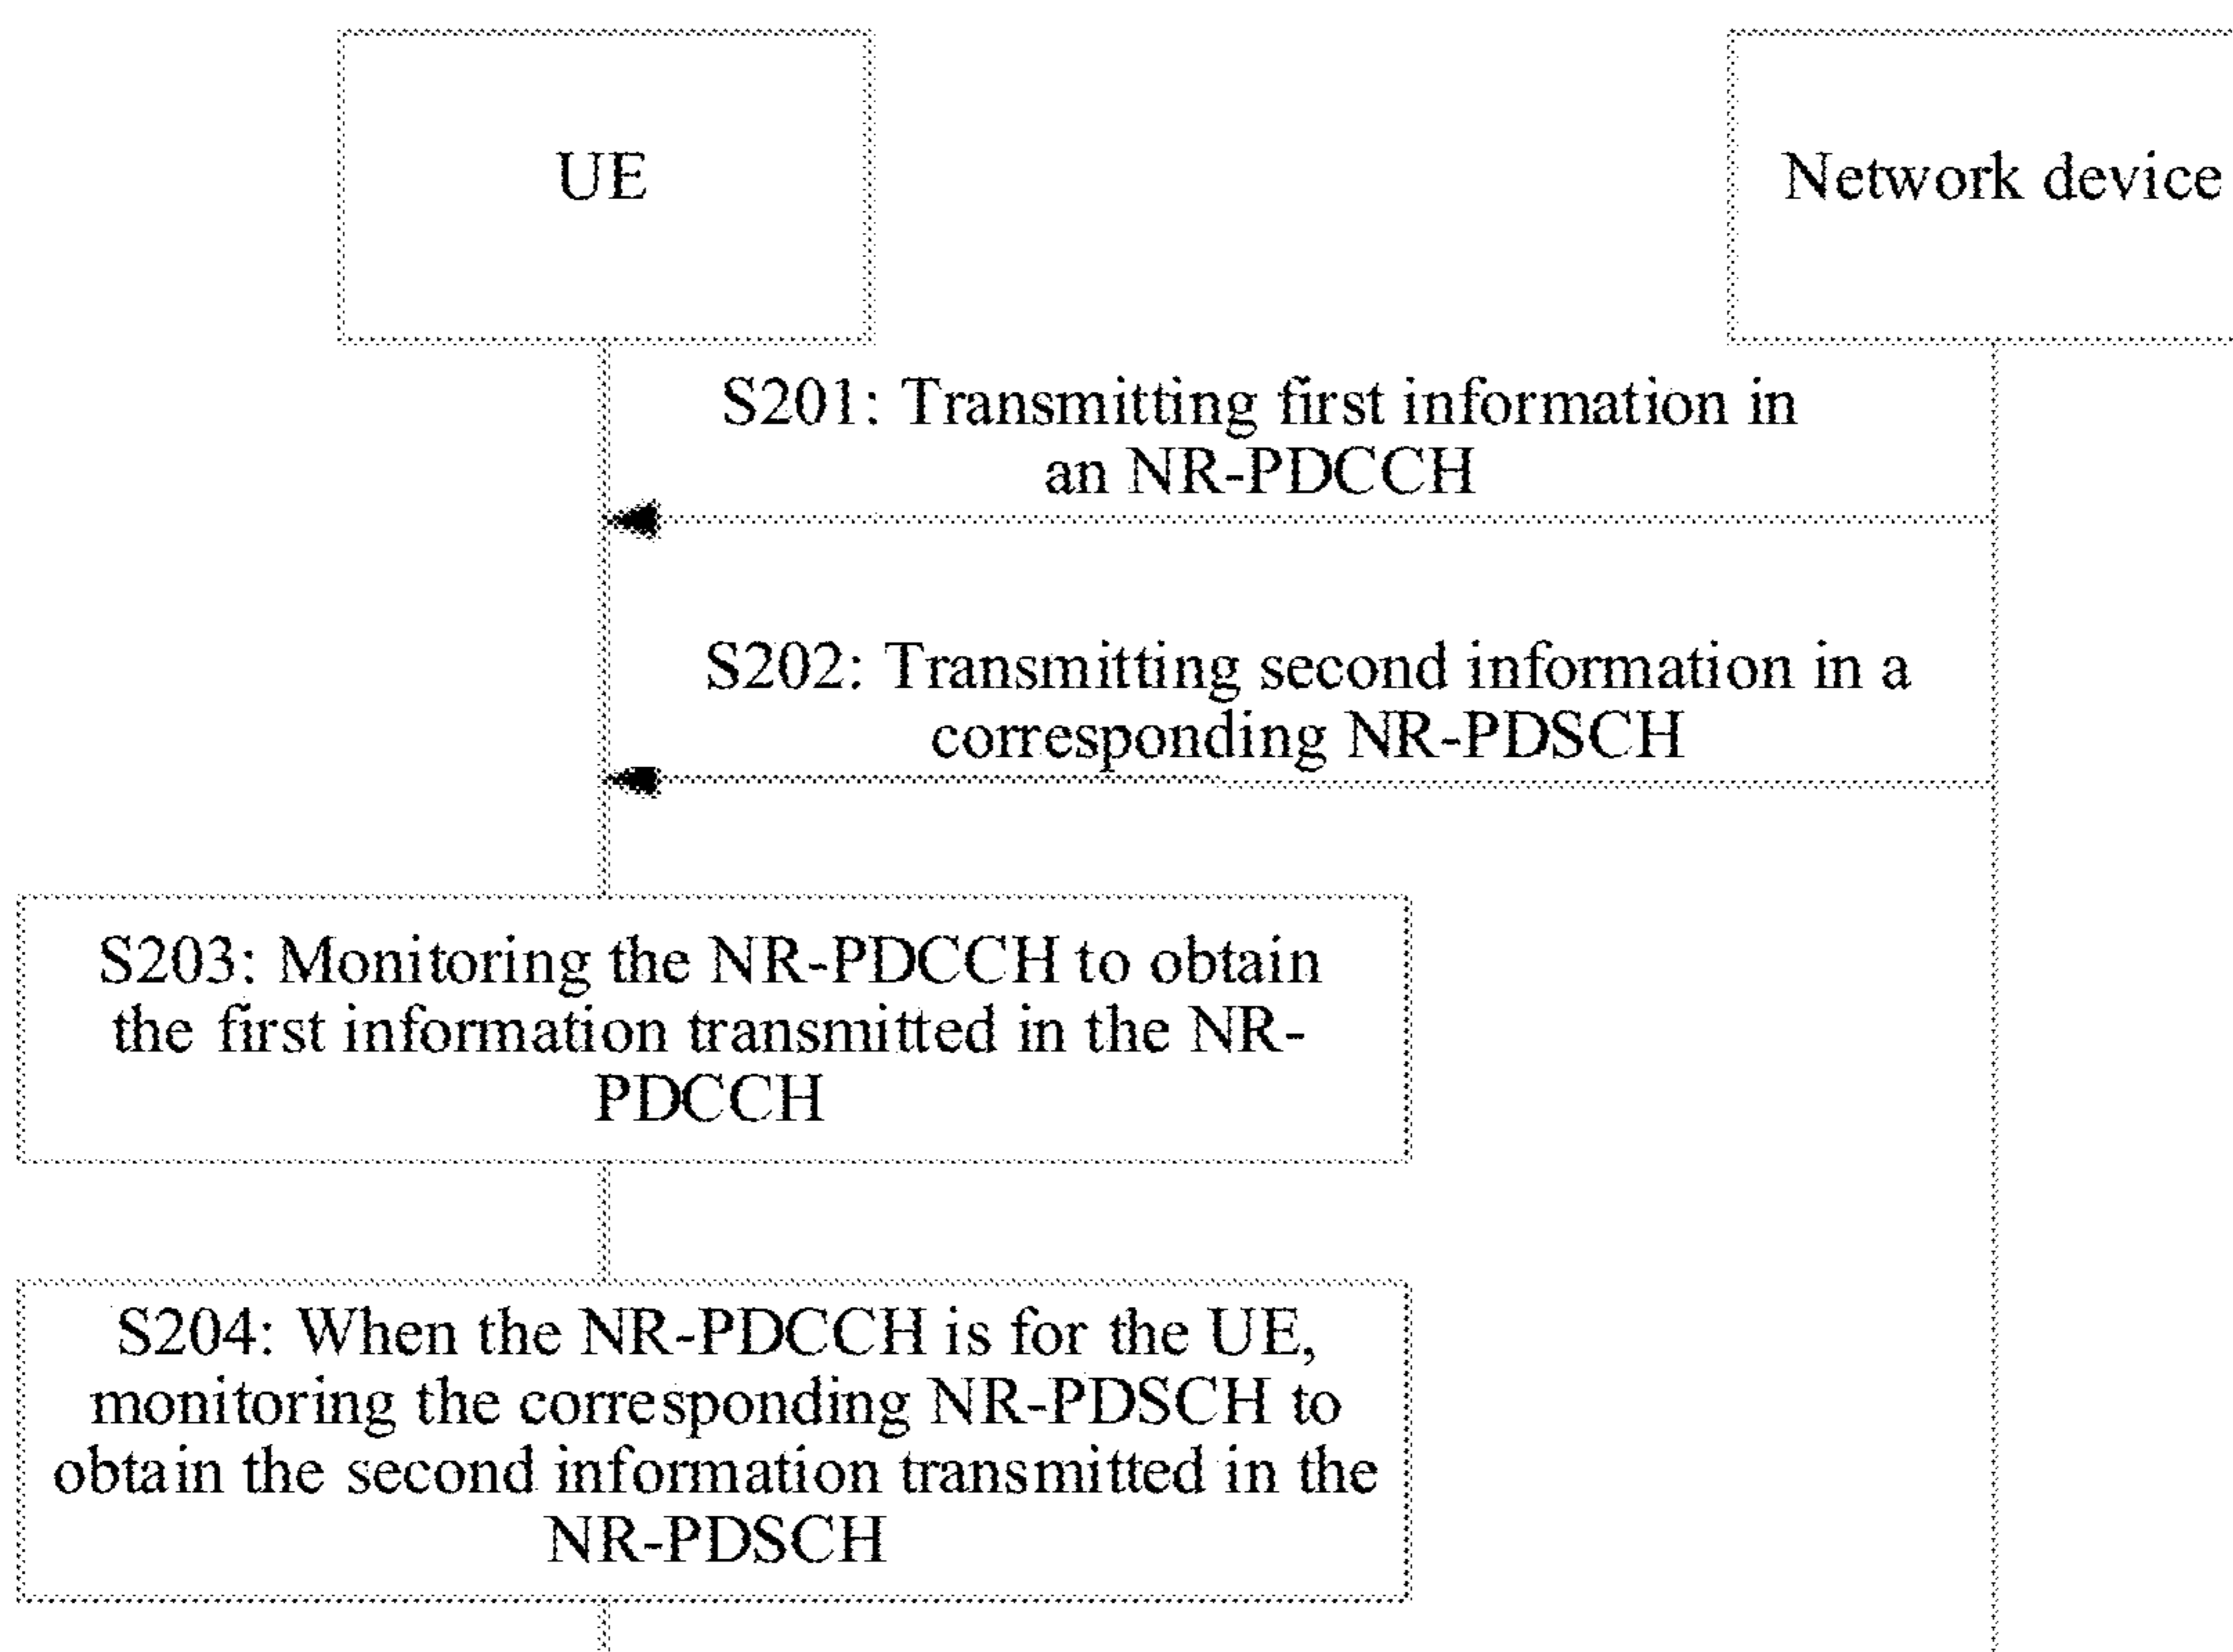 UE
Network device
S201: Transmitting first information in
an NR-PDCCH
S202: Transmitting second information in a
corresponding NR-PDSCH
S203: Monitoring the NR-PDCCH to obtain
the first information transmitted in the NR-
PDCCH
S204: When the NR-PDCCH is for the UE,
monitoring the corresponding NR-PDSCH to
obtain the second information transmitted in the
NR-PDSCH